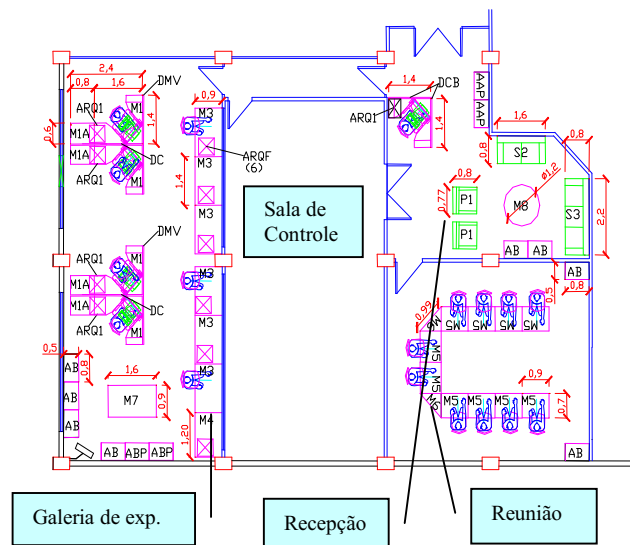 2,4
DMV
0,8
1,6
ARQ1
M1
0,6
M1A
M1A
1,4
DC
ARQ1
M1
0,9
M3
M3
ARQF
(6)
1,4
M3
1,4
DCB
ARQ1
1,4
AAP
AAP
1,6
0,8
0,8
S2
Ø1,2
0,8
0,77
P1
P1
M8
S3
2,2
AB
AB
AB
0,5
0,8
Sala de
Controle
DMV
ARQ1
M1
M1A
M1A
DC
ARQ1
M1
M3
M3
M3
0,5
0,8
AB
AB
AB
1,6
M7
0,9
M4
1,20
AB
ABP
ABP
0,99
M6
M5
M5
M5
M5
M5
M5
0,9
M6
M5
M5
M5
M5
0,7
AB
Galeria de exp.
Recepção
Reunião